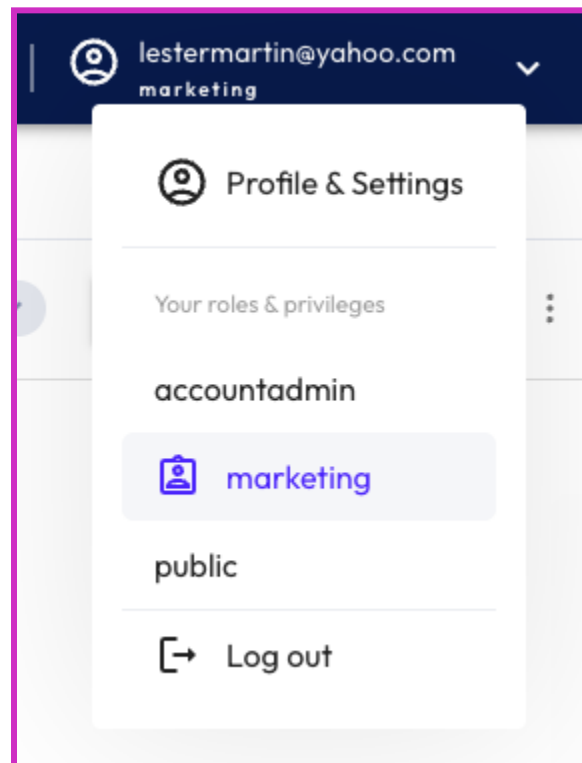 lestermartin@yahoo.com
marketing
Profile & Settings
Your roles & privileges
accountadmin
marketing
public
Log out